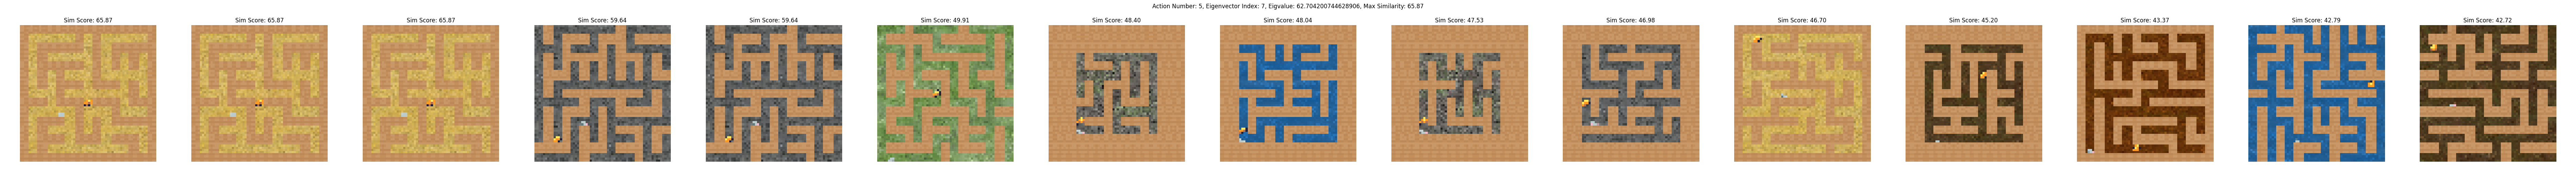 Action Number: 5, Eigenvector Index: 7, Eigvalue: 62.704200744628906, Max Similarity: 65.87
Sim Score: 65.87
Sim Score: 65.87
Sim Score: 65.87
Sim Score: 59.64
Sim Score: 59.64
Sim Score: 49.91
Sim Score: 48.40
Sim Score: 48.04
Sim Score: 47.53
Sim Score: 46.98
Sim Score: 46.70
Sim Score: 45.20
Sim Score: 43.37
Sim Score: 42.79
Sim Score: 42.72